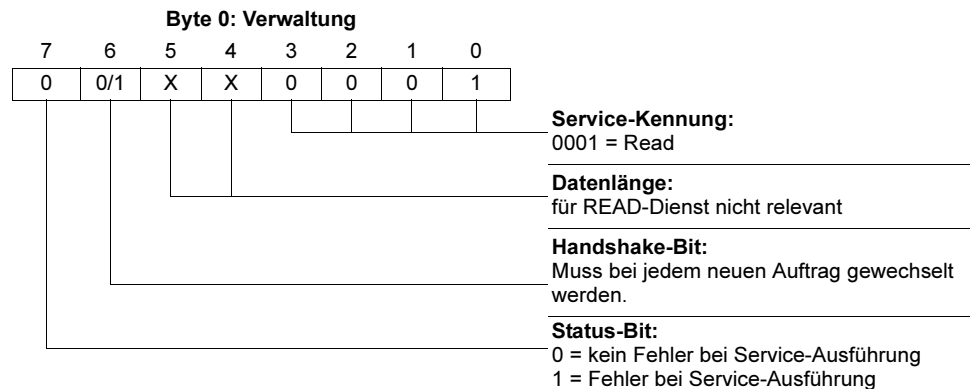 Byte 0: Verwaltung
7 6 5 4 3 2 1 0
0 0/1 X X 0 0 0 1
Service-Kennung:
0001 = Read
Datenlänge:
für READ-Dienst nicht relevant
Handshake-Bit:
Muss bei jedem neuen Auftrag gewechselt
werden.
Status-Bit:
0 = kein Fehler bei Service-Ausführung
1 = Fehler bei Service-Ausführung